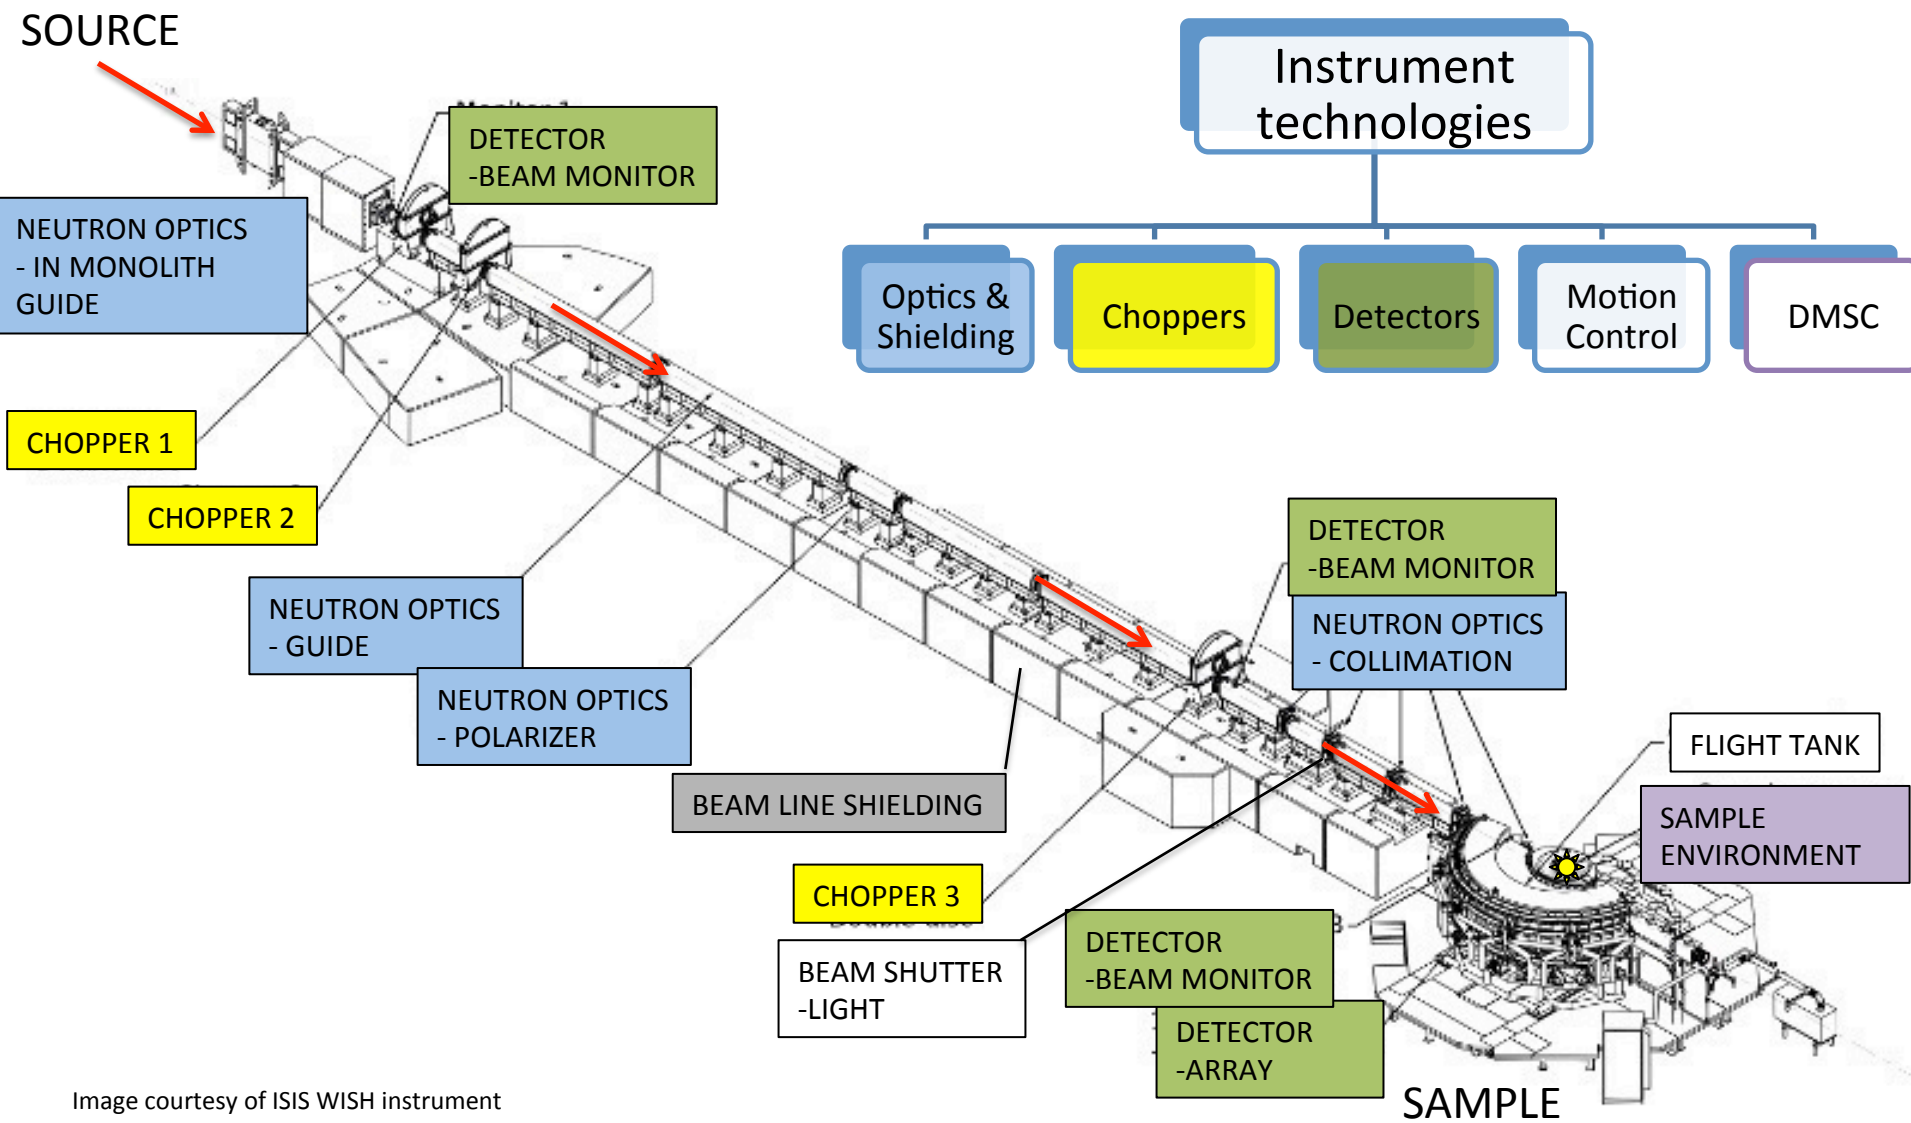 SOURCE
Instrument
technologies
DETECTOR
-BEAM MONITOR
NEUTRON OPTICS
- IN MONOLITH
GUIDE
Optics &
Shielding
Choppers
Detectors
Motion
Control
DMSC
CHOPPER 1
CHOPPER 2
DETECTOR
-BEAM MONITOR
NEUTRON OPTICS
- GUIDE
NEUTRON OPTICS
- COLLIMATION
NEUTRON OPTICS
- POLARIZER
FLIGHT TANK
BEAM LINE SHIELDING
SAMPLE
ENVIRONMENT
CHOPPER 3
DETECTOR
-BEAM MONITOR
BEAM SHUTTER
-LIGHT
DETECTOR
-ARRAY
SAMPLE
Image courtesy of ISIS WISH instrument